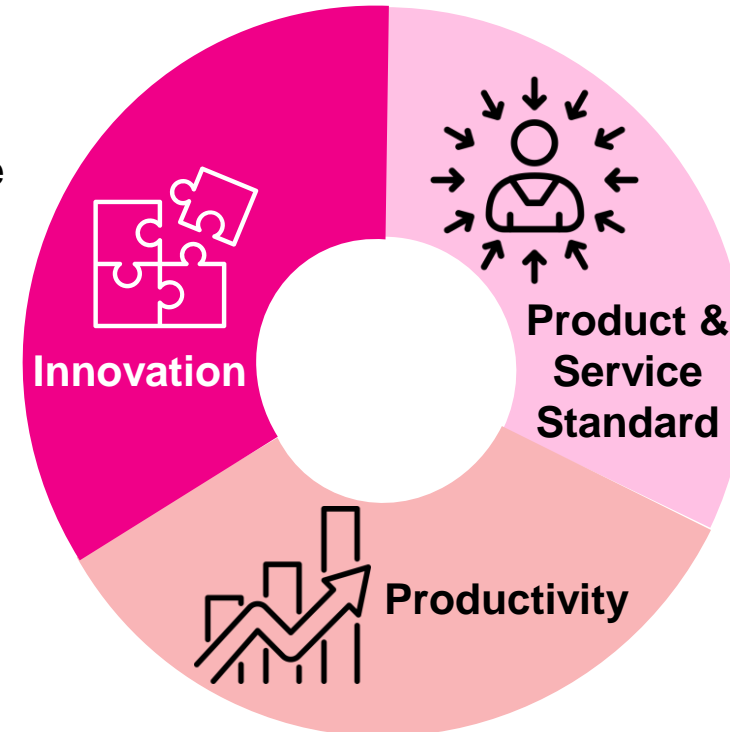 Innovation
Product &
Service
Standard
Productivity